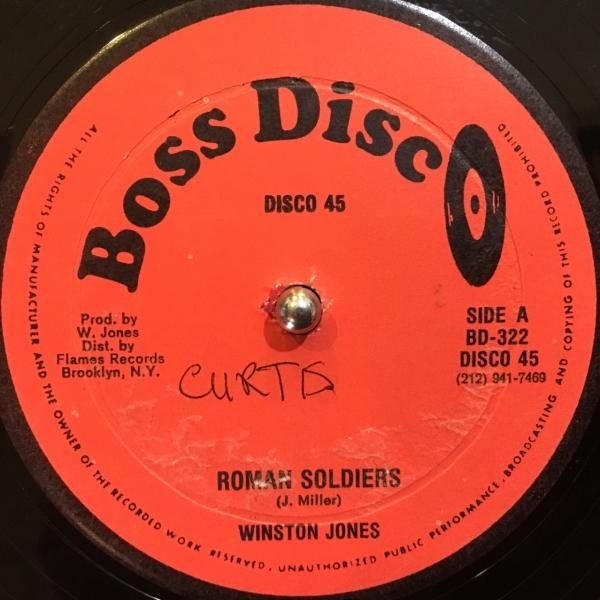 Boss Disco
DISCO 45
Prod. by
W. Jones
Dist. by
Flames Records
Brooklyn, N.Y.
SIDE A
BD-322
DISCO 45
(212) 941-7469
CURTIS
ROMAN SOLDIERS
(J. Miller)
WINSTON JONES
ALL THE RIGHTS OF MANUFACTURER AND THE OWNER OF THE RECORDED WORK RESERVED, UNAUTHORIZED PUBLIC PERFORMANCE, BROADCASTING AND COPYING OF THIS RECORD PROHIBITED